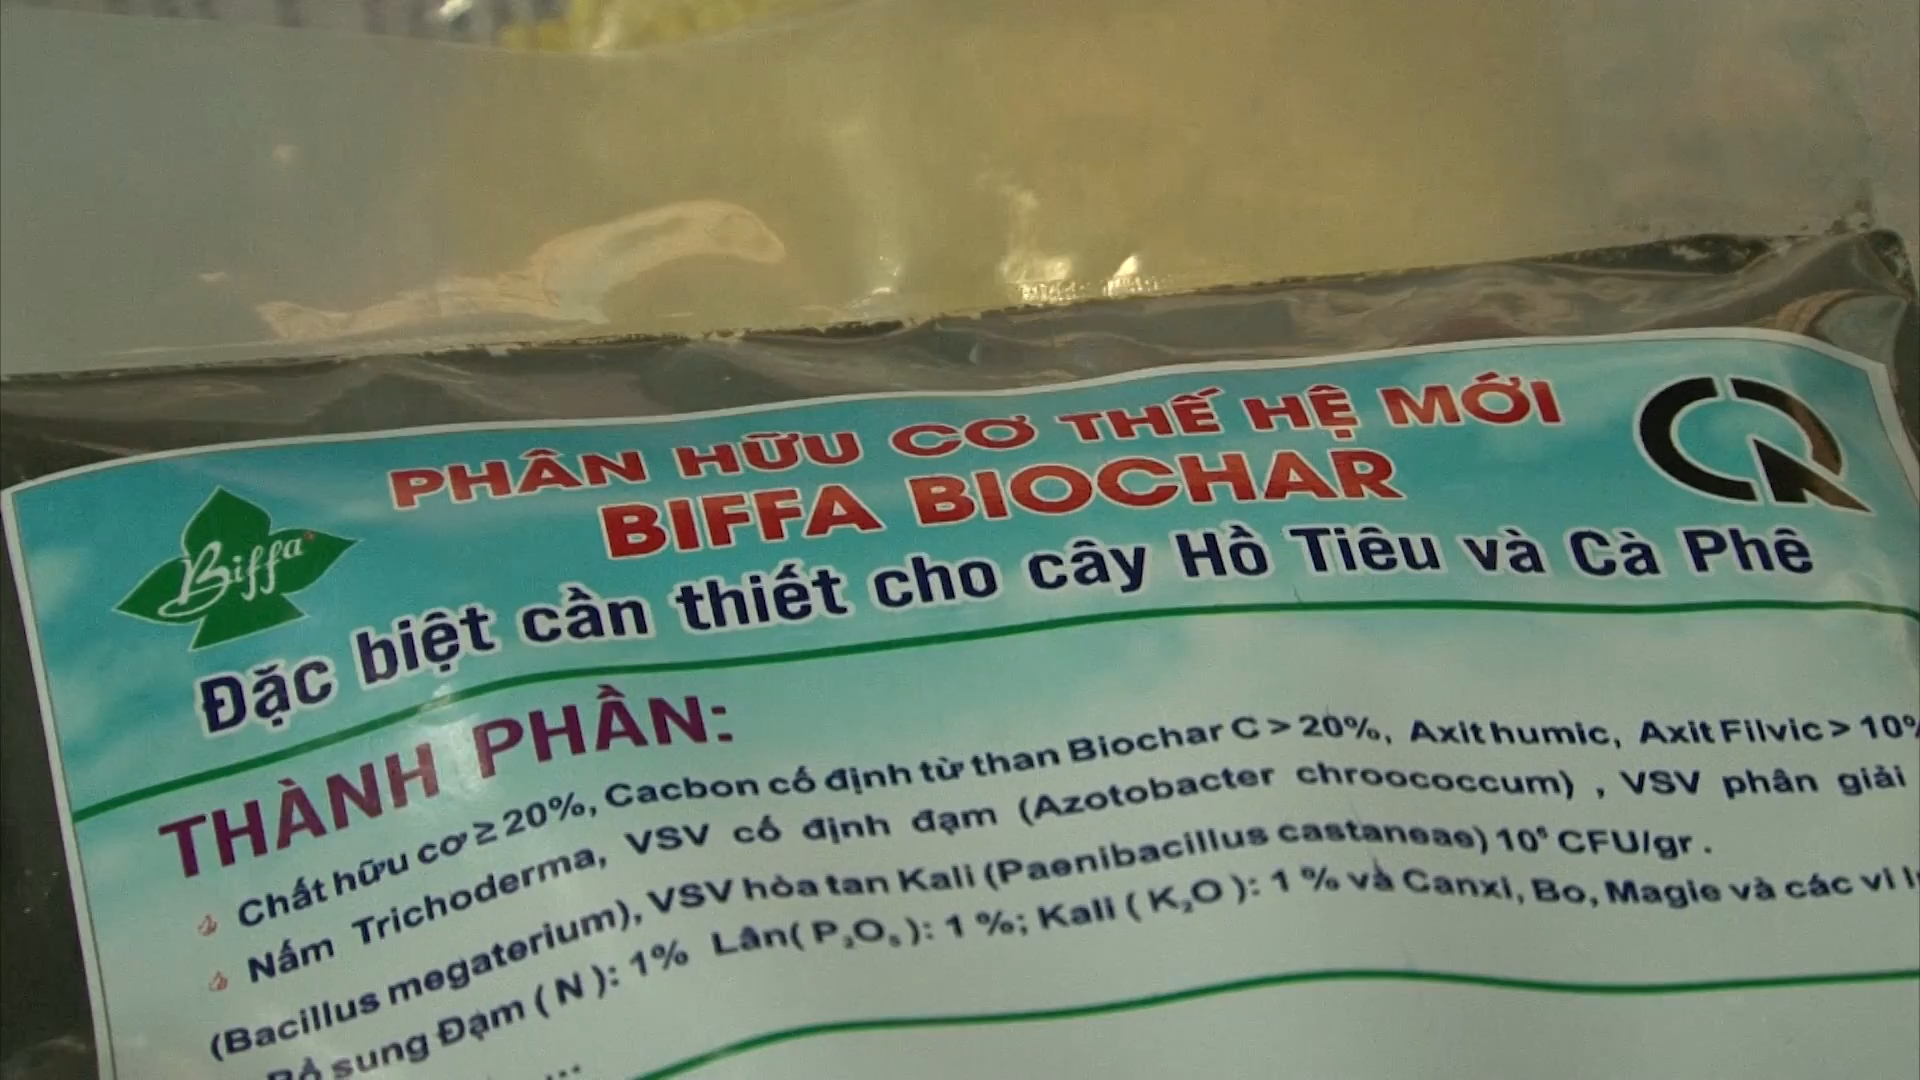 PHÂN HỮU CƠ THẾ HỆ MỚI
BIFFA BIOCHAR
Biffa
Đặc biệt cần thiết cho cây Hồ Tiêu và Cà Phê
THÀNH PHẦN:
Chất hữu cơ ≥ 20%, Cacbon cố định từ than Biochar C > 20%, Axit humic, Axit Filvic > 10%
Nấm Trichoderma, VSV cố định đạm (Azotobacter chroococcum) , VSV phân giải
(Bacillus megaterium), VSV hòa tan Kali (Paenibacillus castaneae) 10⁶ CFU/gr .
Bổ sung Đạm ( N ): 1% Lân( P₂O₅ ): 1 %; Kali ( K₂O ): 1 % và Canxi, Bo, Magie và các vi
...